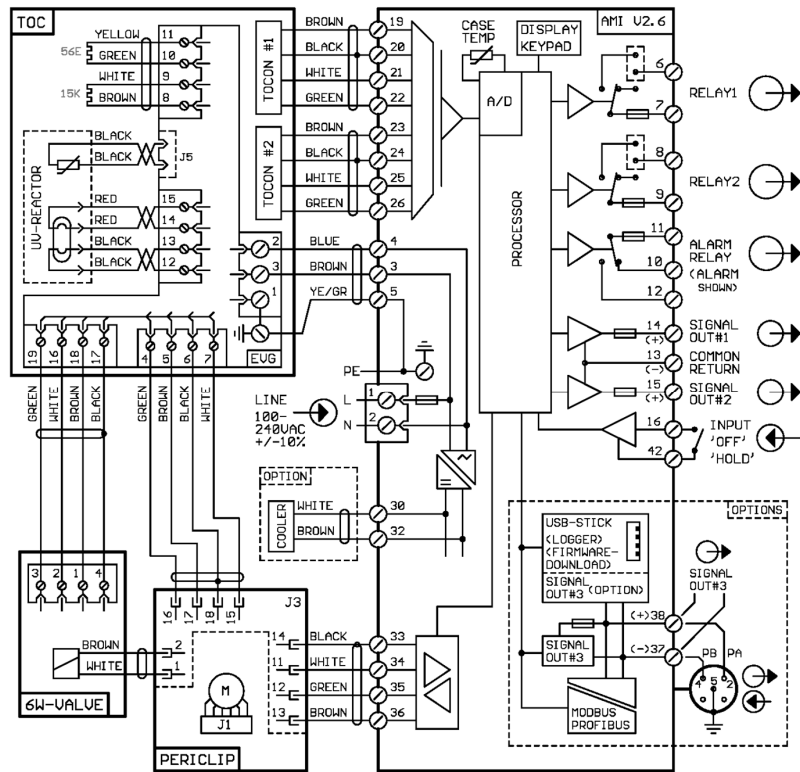 TOC
YELLOW 11
56E
GREEN 10
WHITE 9
15K
BROWN 8
BLACK
BLACK
J5
UV-REACTOR
RED 15
RED 14
BLACK 13
BLACK 12
TOCON #1
BROWN 19
BLACK 20
WHITE 21
GREEN 22
TOCON #2
BROWN 23
BLACK 24
WHITE 25
GREEN 26
2 BLUE 4
3 BROWN 3
1 YE/GR 5
EVG
19 16 18 17
4 5 6 7
GREEN WHITE BROWN BLACK
GREEN BROWN BLACK WHITE
PE
LINE
100-
240VAC
+/-10%
L 1
N 2
OPTION
COOLER
WHITE 30
BROWN 32
AMI V2.6
CASE
TEMP
DISPLAY
KEYPAD
A/D
PROCESSOR
6
7
RELAY1
8
9
RELAY2
11
10
12
ALARM
RELAY
(ALARM
SHOWN)
14
(+)
SIGNAL
OUT#1
13
(-)
COMMON
RETURN
15
(+)
SIGNAL
OUT#2
16
42
INPUT
'OFF'
'HOLD'
OPTIONS
USB-STICK
(LOGGER)
(FIRMWARE-
DOWNLOAD)
SIGNAL
OUT#3 (OPTION)
SIGNAL
OUT#3
(+)38
SIGNAL
OUT#3
(-)37
PB PA
4 5 2
MODBUS
PROFIBUS
3 2 1 4
BROWN 2
WHITE 1
6W-VALVE
16 17 18 15
J3
M
J1
14 BLACK 33
11 WHITE 34
12 GREEN 35
13 BROWN 36
PERICLIP